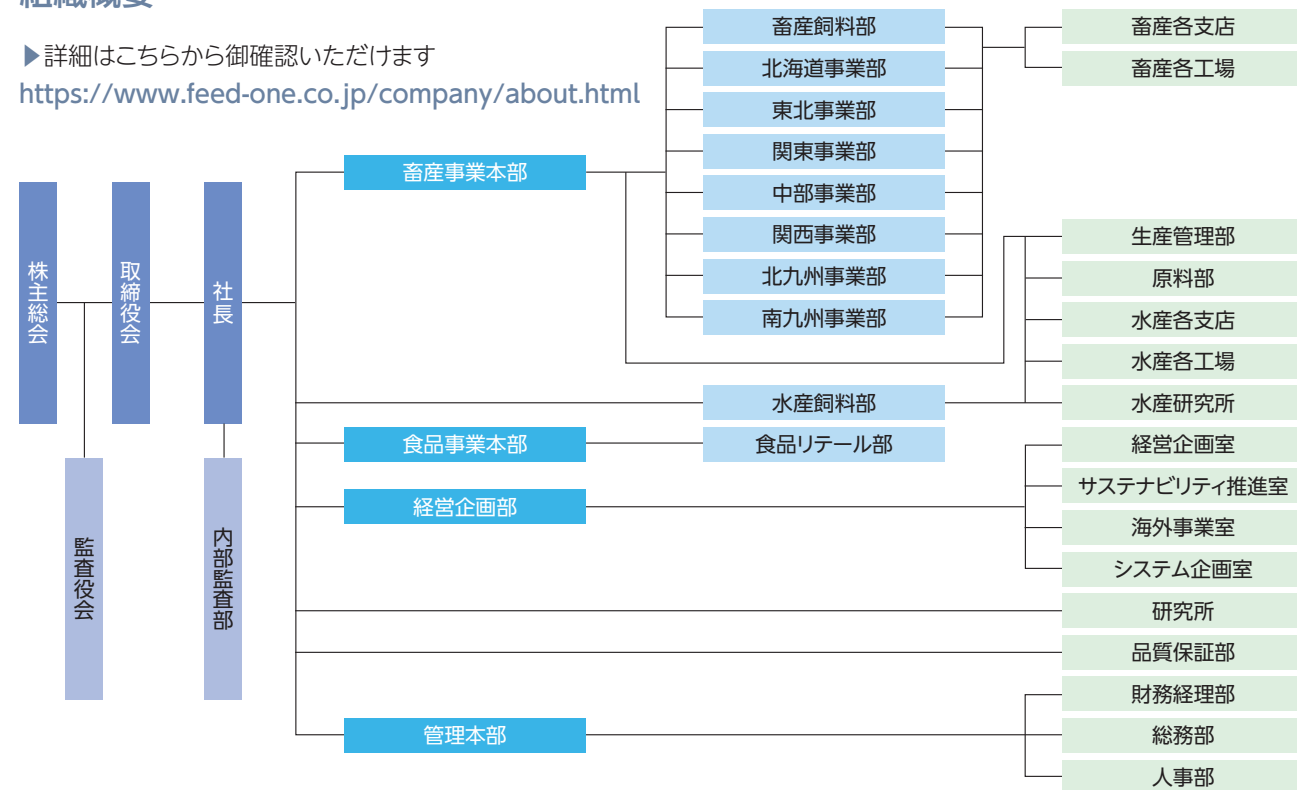 組織概要
▶詳細はこちらから御確認いただけます
https://www.feed-one.co.jp/company/about.html
株主総会
取締役会
社長
監査役会
内部監査部
畜産事業本部
食品事業本部
経営企画部
管理本部
畜産飼料部
北海道事業部
東北事業部
関東事業部
中部事業部
関西事業部
北九州事業部
南九州事業部
水産飼料部
食品リテール部
畜産各支店
畜産各工場
生産管理部
原料部
水産各支店
水産各工場
水産研究所
経営企画室
サステナビリティ推進室
海外事業室
システム企画室
研究所
品質保証部
財務経理部
総務部
人事部